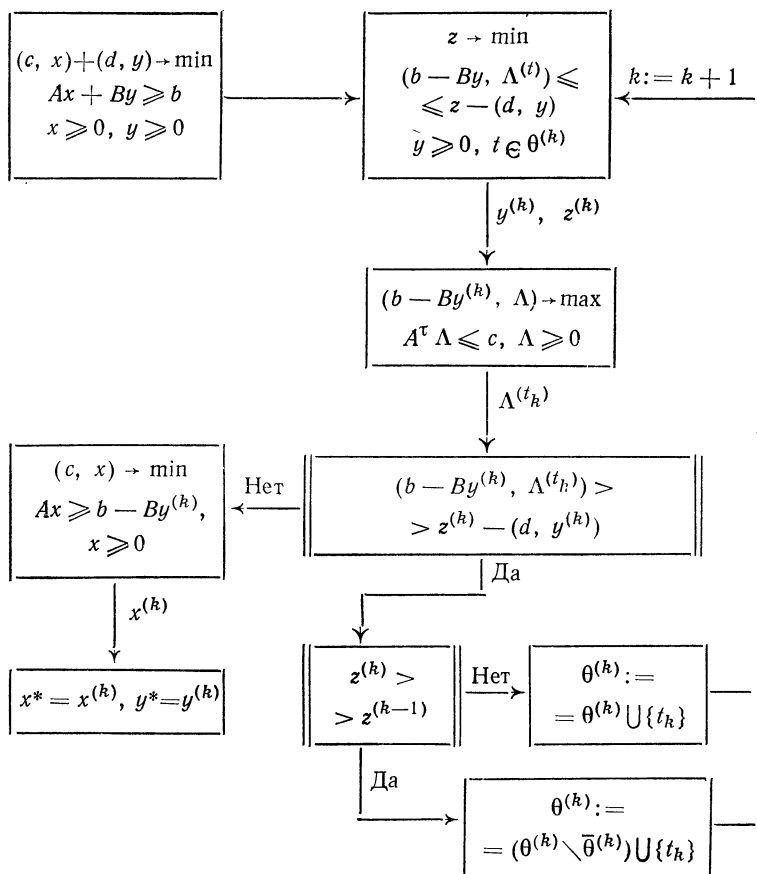 (c, x)+(d, y)→min
Ax + By ⩾ b
x ⩾ 0, y ⩾ 0
z → min
(b — By, Λ⁽ᵗ⁾) ⩽
⩽ z — (d, y)
y ⩾ 0, t ∈ θ⁽ᵏ⁾
k:= k + 1
y⁽ᵏ⁾, z⁽ᵏ⁾
(b — By⁽ᵏ⁾, Λ)→max
Aᵀ Λ ⩽ c, Λ ⩾ 0
Λ^(t_k)
(c, x) → min
Ax ⩾ b — By⁽ᵏ⁾,
x ⩾ 0
Нет
(b — By⁽ᵏ⁾, Λ^(t_k)) >
> z⁽ᵏ⁾ — (d, y⁽ᵏ⁾)
Да
x⁽ᵏ⁾
x* = x⁽ᵏ⁾, y*=y⁽ᵏ⁾
z⁽ᵏ⁾ >
> z⁽ᵏ⁻¹⁾
Нет
θ⁽ᵏ⁾:=
= θ⁽ᵏ⁾ ⋃{t_k}
Да
θ⁽ᵏ⁾:=
= (θ⁽ᵏ⁾ \ θ̄⁽ᵏ⁾) ⋃{t_k}